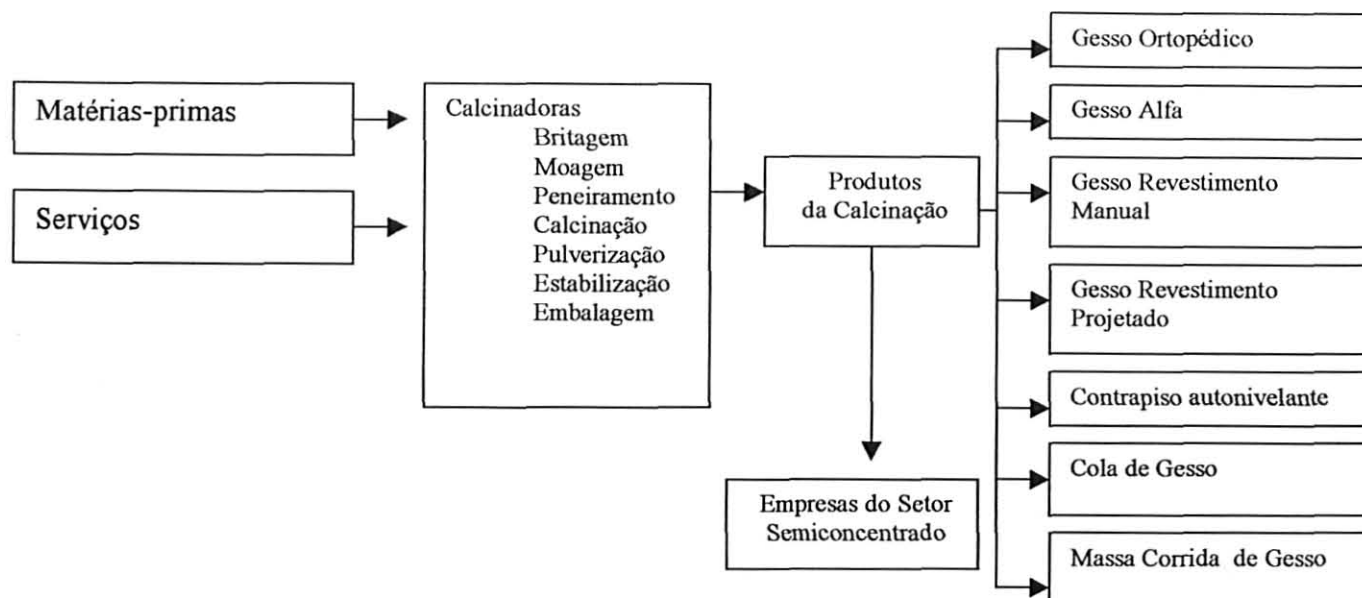 Matérias-primas
Serviços
Calcinadoras
Britagem
Moagem
Peneiramento
Calcinação
Pulverização
Estabilização
Embalagem
Produtos
da Calcinação
Empresas do Setor
Semiconcentrado
Gesso Ortopédico
Gesso Alfa
Gesso Revestimento
Manual
Gesso Revestimento
Projetado
Contrapiso autonivelante
Cola de Gesso
Massa Corrida de Gesso